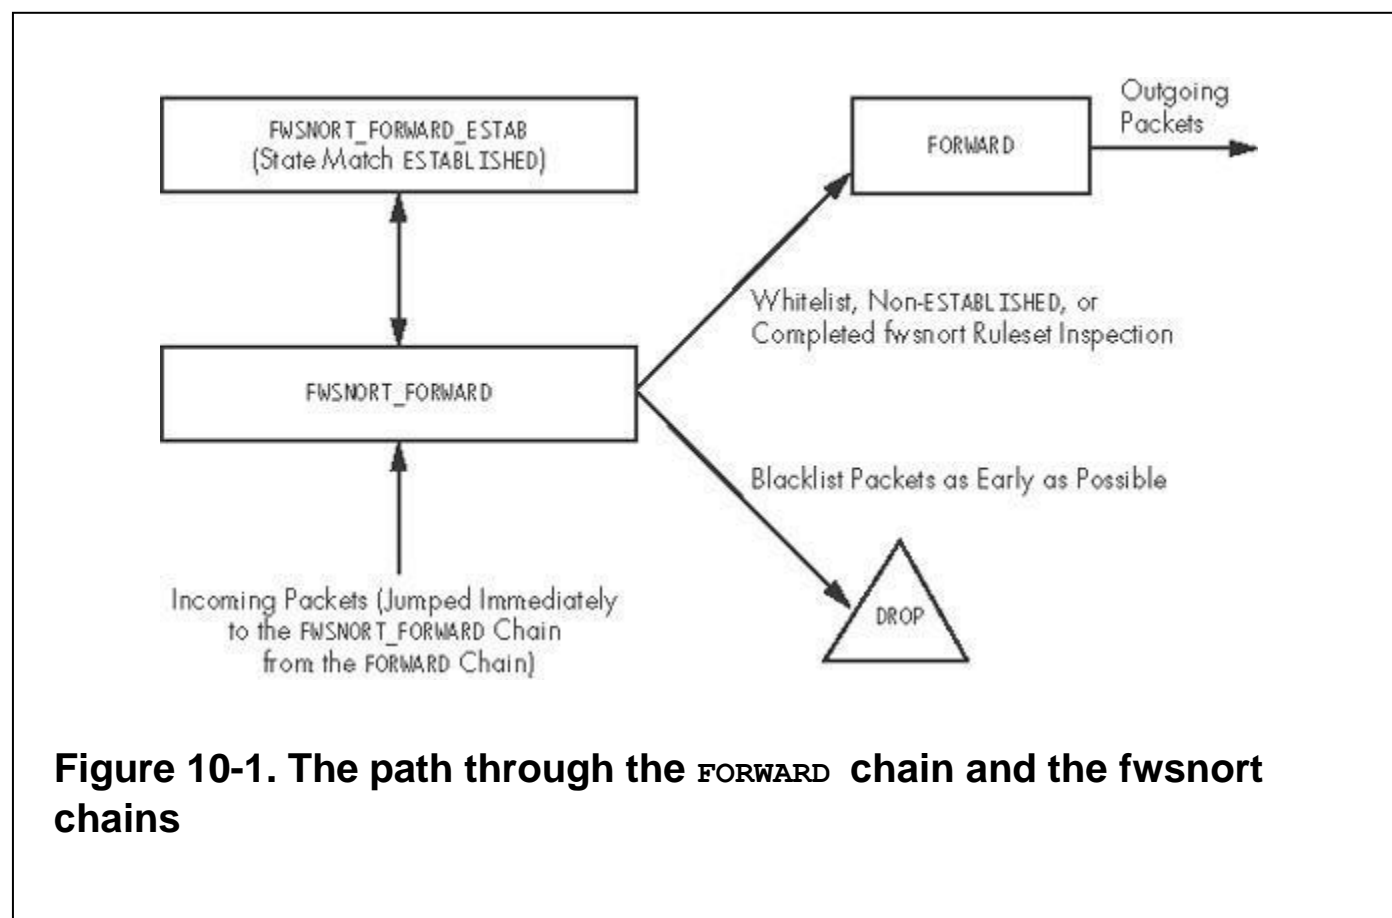 FWSNORT_FORWARD_ESTAB
(State Match ESTABLISHED)
FORWARD
Outgoing
Packets
Whitelist, Non-ESTABLISHED, or
Completed fwsnort Ruleset Inspection
FWSNORT_FORWARD
Blacklist Packets as Early as Possible
Incoming Packets (Jumped Immediately
to the FWSNORT_FORWARD Chain
from the FORWARD Chain)
DROP
Figure 10-1. The path through the FORWARD chain and the fwsnort
chains